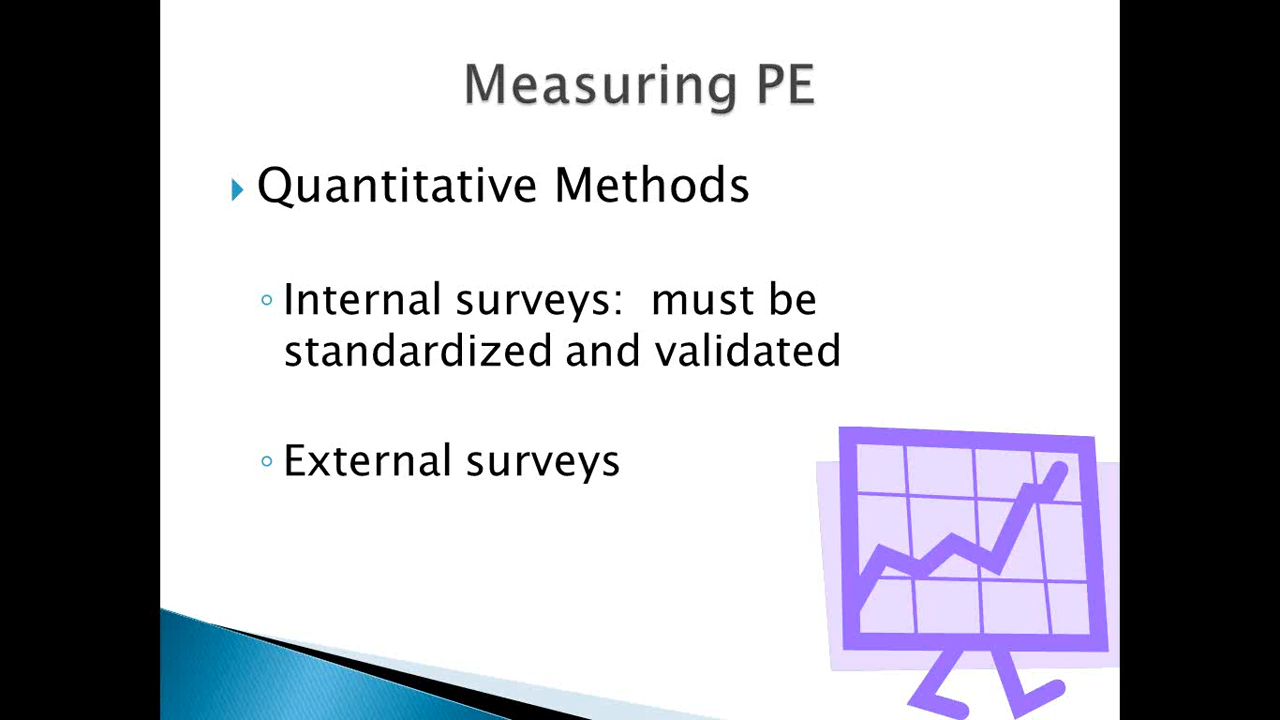 Measuring PE
Quantitative Methods
Internal surveys:  must be
standardized and validated
External surveys